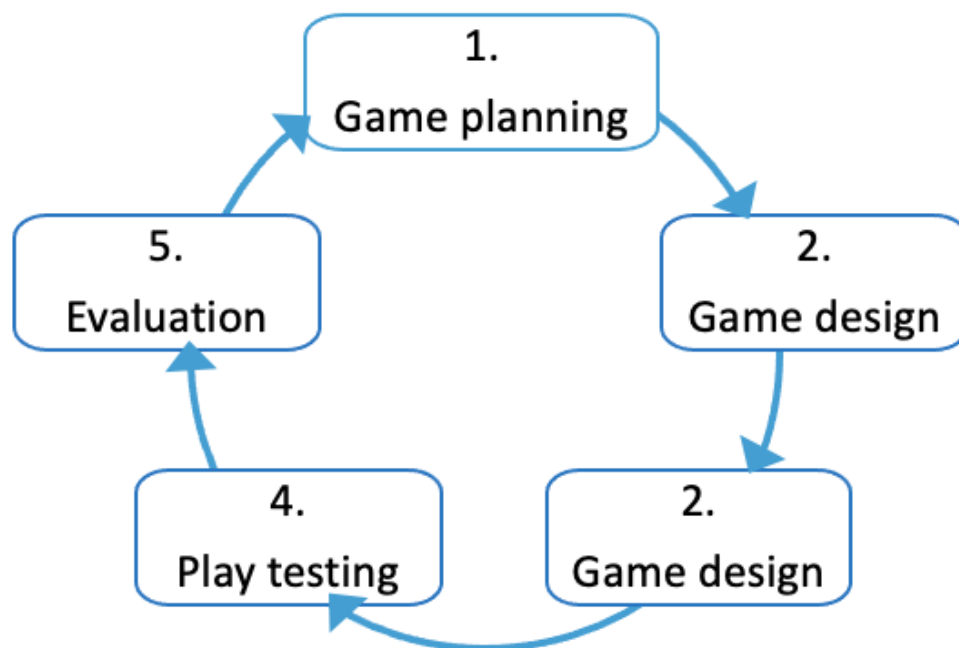 1.
Game planning
2.
Game design
2.
Game design
4.
Play testing
5.
Evaluation